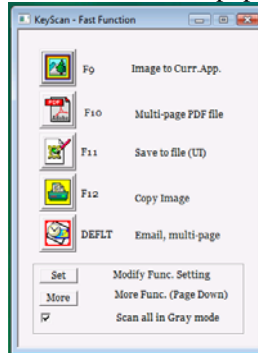 KeyScan - Fast Function
F9 Image to Curr.App.
PDF
F10 Multi-page PDF file
F11 Save to file (UI)
F12 Copy Image
DEFLT Email, multi-page
Set Modify Func. Setting
More More Func. (Page Down)
Scan all in Gray mode